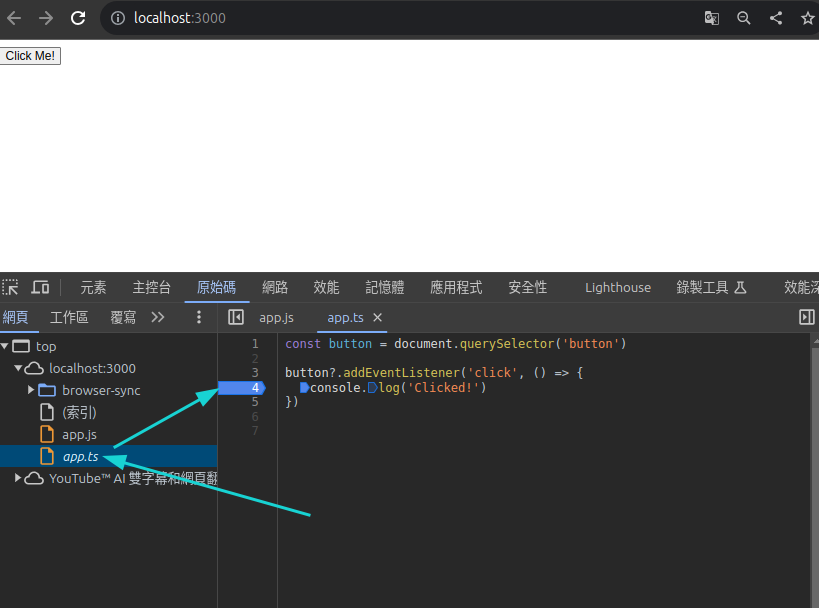 localhost:3000
Click Me!
元素 主控台 原始碼 網路 效能 記憶體 應用程式 安全性 Lighthouse 錄製工具 效能深
網頁 工作區 覆寫 app.js app.ts
top
localhost:3000
browser-sync
(索引)
app.js
app.ts
YouTube™ AI 雙字幕和網頁翻
1 const button = document.querySelector('button')
2
3 button?.addEventListener('click', () => {
4 console.log('Clicked!')
5 })
6
7